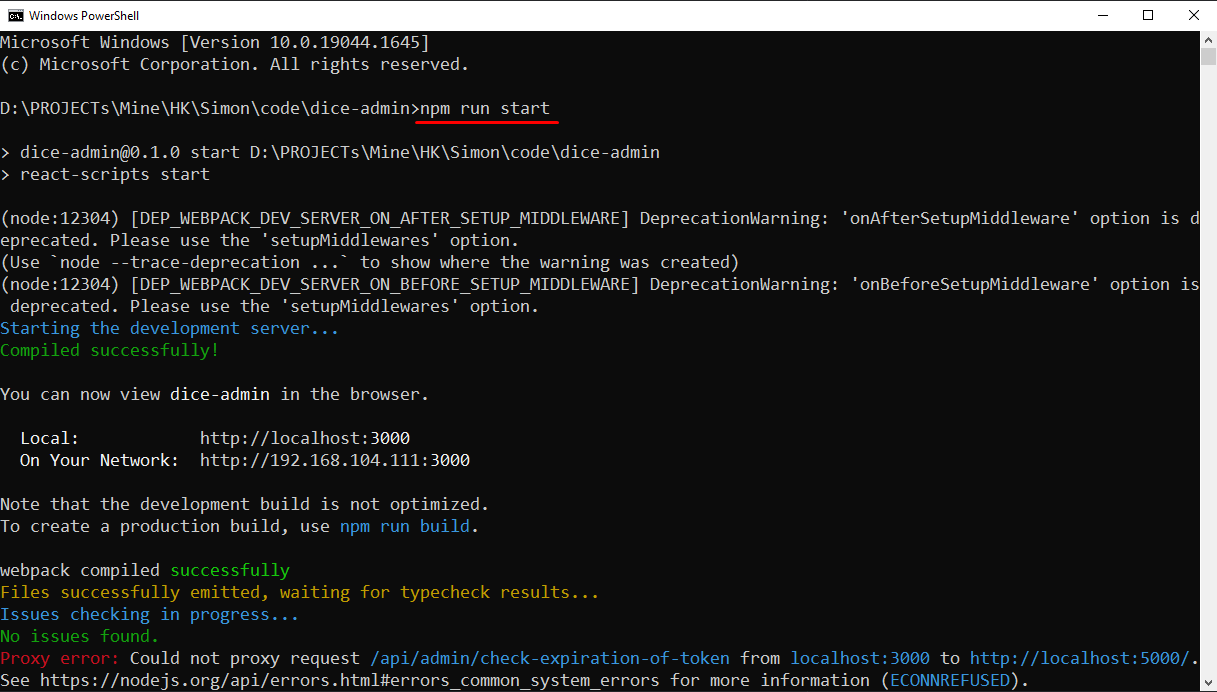 Windows PowerShell
Microsoft Windows [Version 10.0.19044.1645]
(c) Microsoft Corporation. All rights reserved.
D:\PROJECTs\Mine\HK\Simon\code\dice-admin>npm run start
> dice-admin@0.1.0 start D:\PROJECTs\Mine\HK\Simon\code\dice-admin
> react-scripts start
(node:12304) [DEP_WEBPACK_DEV_SERVER_ON_AFTER_SETUP_MIDDLEWARE] DeprecationWarning: 'onAfterSetupMiddleware' option is d
eprecated. Please use the 'setupMiddlewares' option.
(Use `node --trace-deprecation ...` to show where the warning was created)
(node:12304) [DEP_WEBPACK_DEV_SERVER_ON_BEFORE_SETUP_MIDDLEWARE] DeprecationWarning: 'onBeforeSetupMiddleware' option is
 deprecated. Please use the 'setupMiddlewares' option.
Starting the development server...
Compiled successfully!
You can now view dice-admin in the browser.
  Local:            http://localhost:3000
  On Your Network:  http://192.168.104.111:3000
Note that the development build is not optimized.
To create a production build, use npm run build.
webpack compiled successfully
Files successfully emitted, waiting for typecheck results...
Issues checking in progress...
No issues found.
Proxy error: Could not proxy request /api/admin/check-expiration-of-token from localhost:3000 to http://localhost:5000/.
See https://nodejs.org/api/errors.html#errors_common_system_errors for more information (ECONNREFUSED).